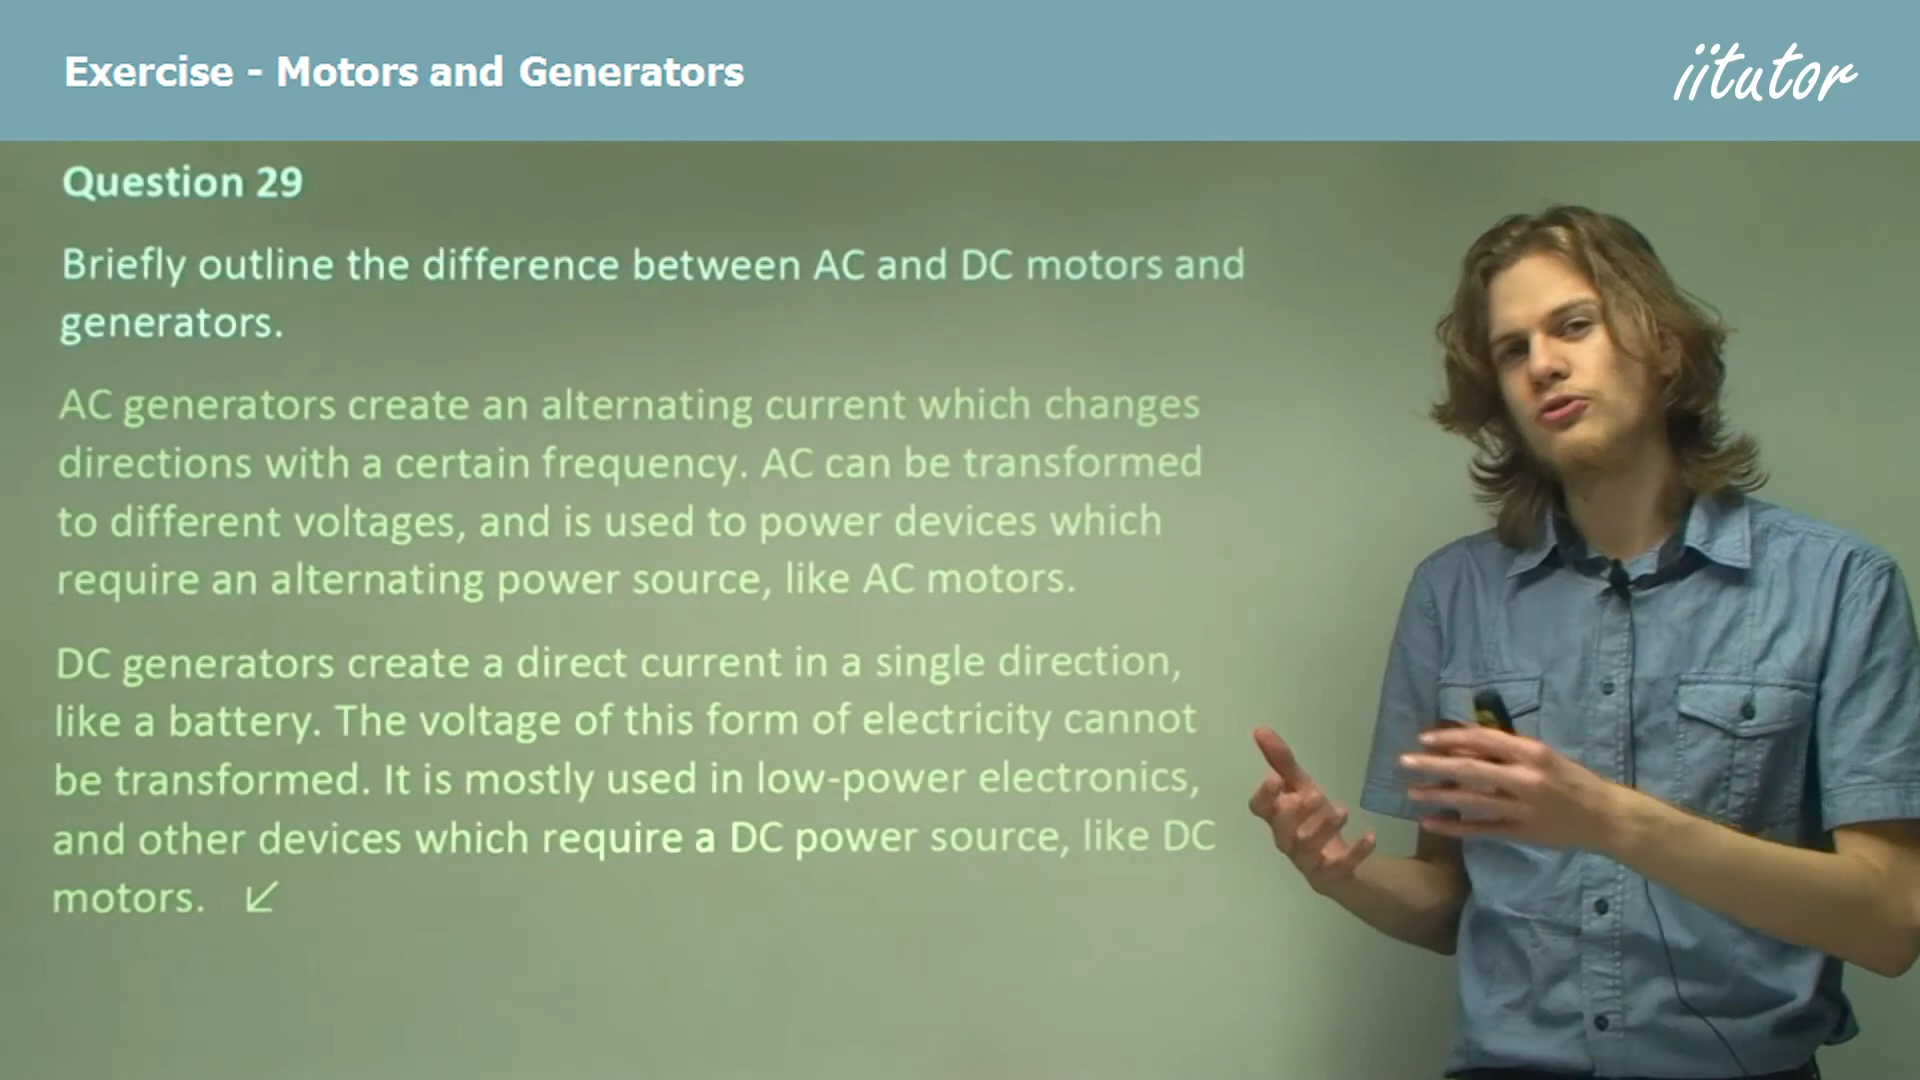 Exercise - Motors and Generators
iitutor
Question 29
Briefly outline the difference between AC and DC motors and
generators.
AC generators create an alternating current which changes
directions with a certain frequency. AC can be transformed
to different voltages, and is used to power devices which
require an alternating power source, like AC motors.
DC generators create a direct current in a single direction,
like a battery. The voltage of this form of electricity cannot
be transformed. It is mostly used in low-power electronics,
and other devices which require a DC power source, like DC
motors. ↙